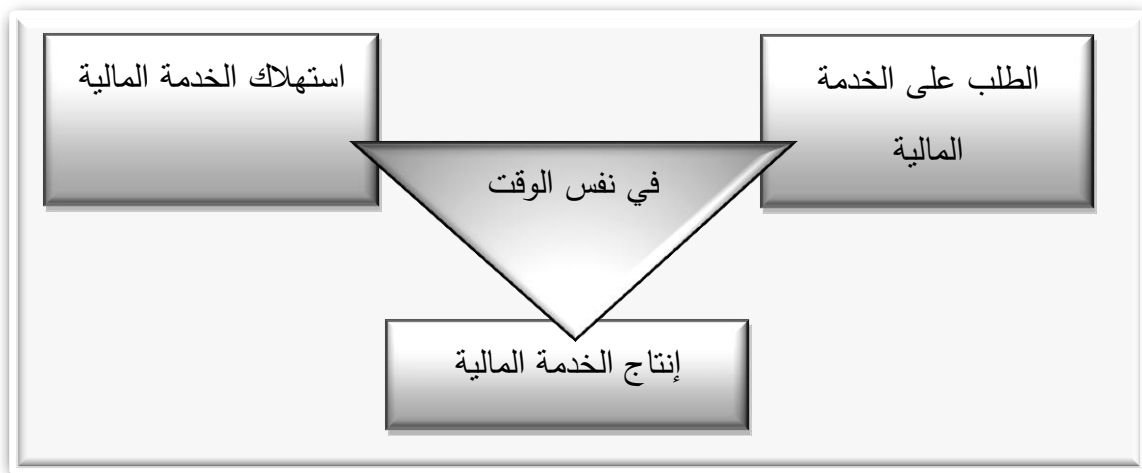 الطلب على الخدمة
المالية
استهلاك الخدمة المالية
في نفس الوقت
إنتاج الخدمة المالية